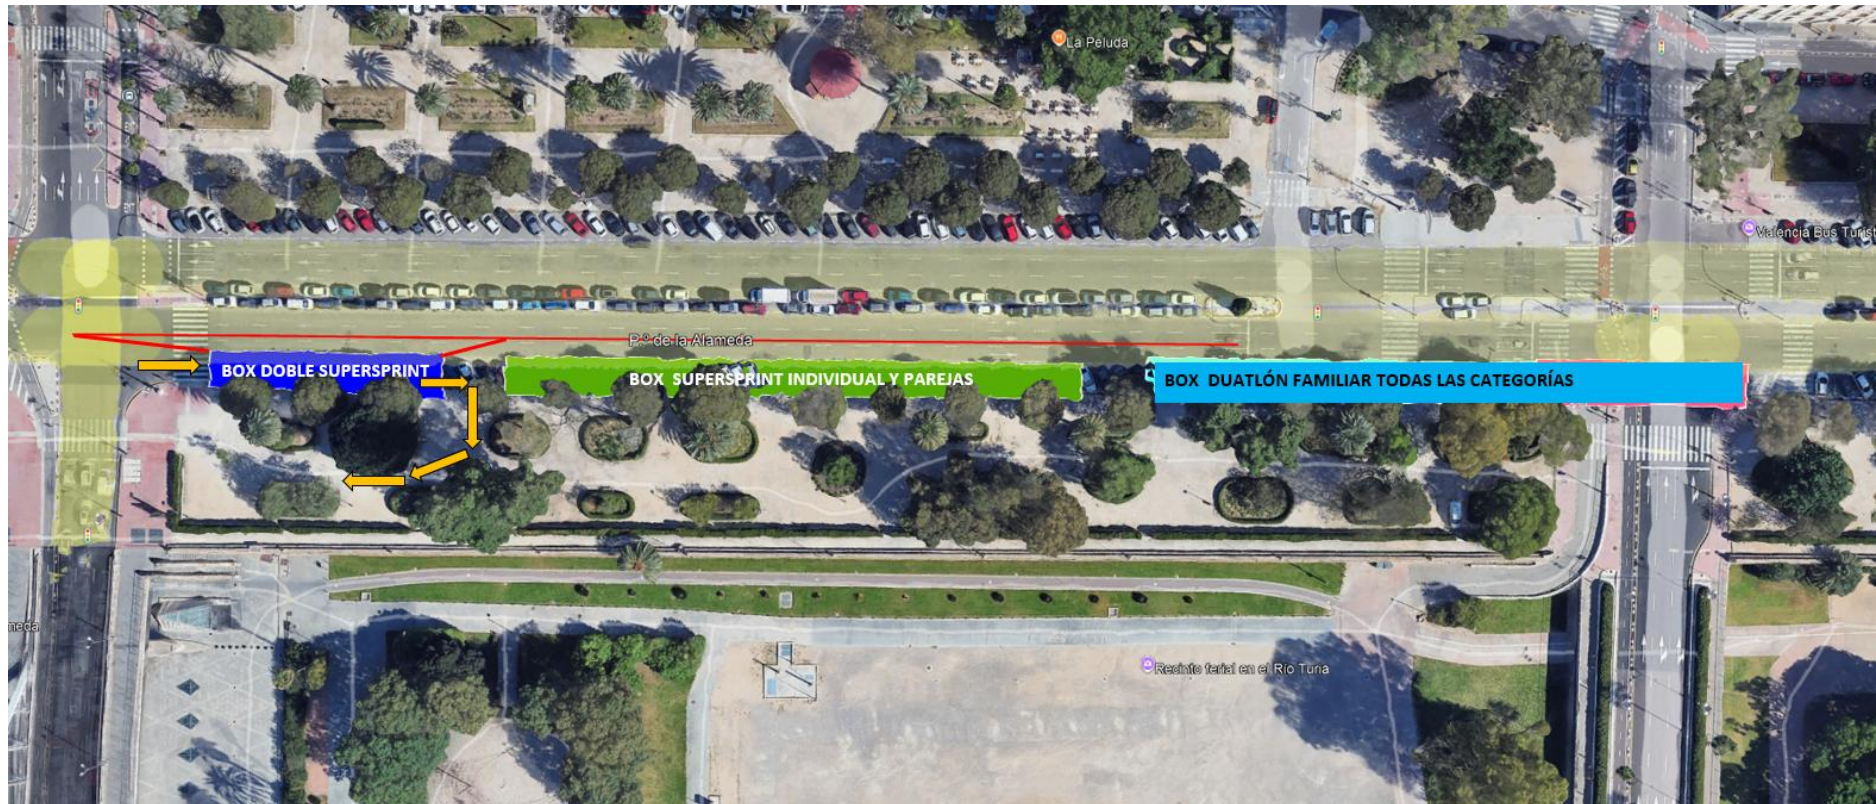 La Peluda
Valencia Bus Turíst
P.º de la Alameda
BOX DOBLE SUPERSPRINT
BOX SUPERSPRINT INDIVIDUAL Y PAREJAS
BOX DUATLÓN FAMILIAR TODAS LAS CATEGORÍAS
meda
Recinto ferial en el Río Turia